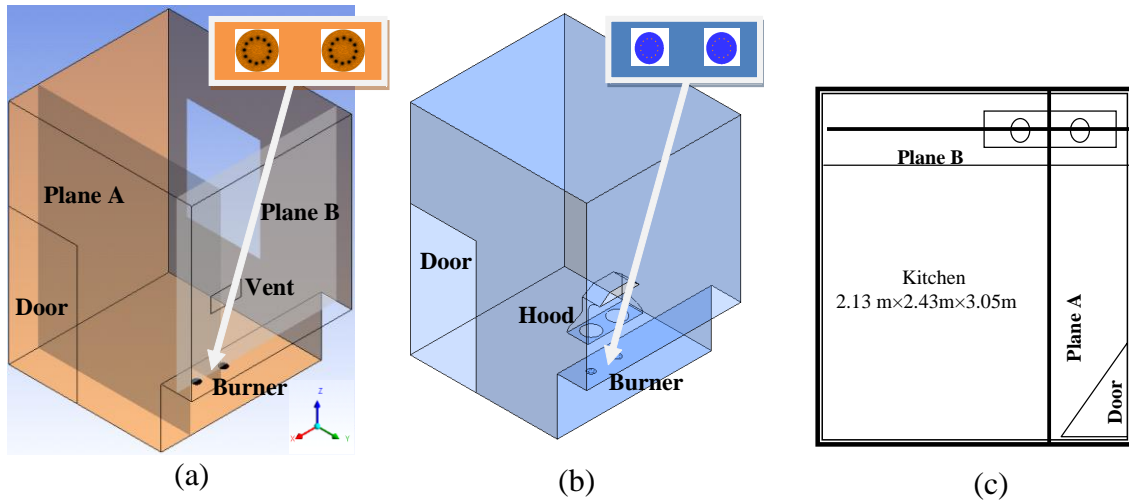 Plane A
Plane B
Door
Vent
Burner
Z
X
Y
(a)
Door
Hood
Burner
(b)
Plane B
Kitchen
2.13 m×2.43m×3.05m
Plane A
Door
(c)